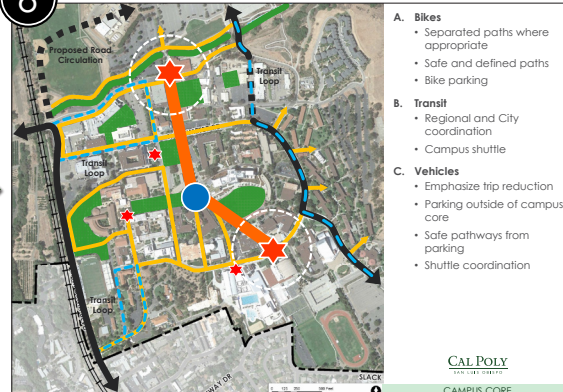 Proposed Road
Circulation
Transit
Loop
Transit
Loop
Transit
Loop
SLACK
WAY DR
A. Bikes
• Separated paths where
appropriate
• Safe and defined paths
• Bike parking
B. Transit
• Regional and City
coordination
• Campus shuttle
C. Vehicles
• Emphasize trip reduction
• Parking outside of campus
core
• Safe pathways from
parking
• Shuttle coordination
CAL POLY
SAN LUIS OBISPO
CAMPUS CORE